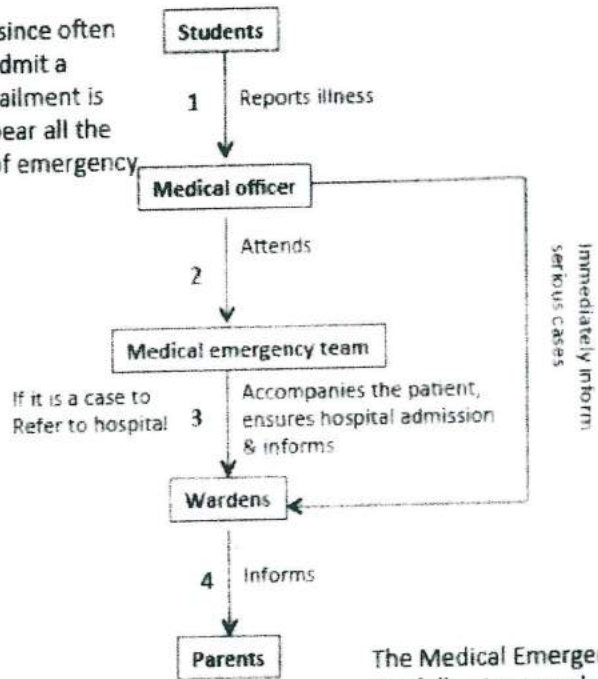 since often
dmit a
ailment is
bear all the
of emergency
Students
1 Reports illness
Medical officer
Attends
2
Immediately inform
serious cases
Medical emergency team
If it is a case to
Refer to hospital
3
Accompanies the patient,
ensures hospital admission
& informs
Wardens
4 Informs
Parents
The Medical Emerge